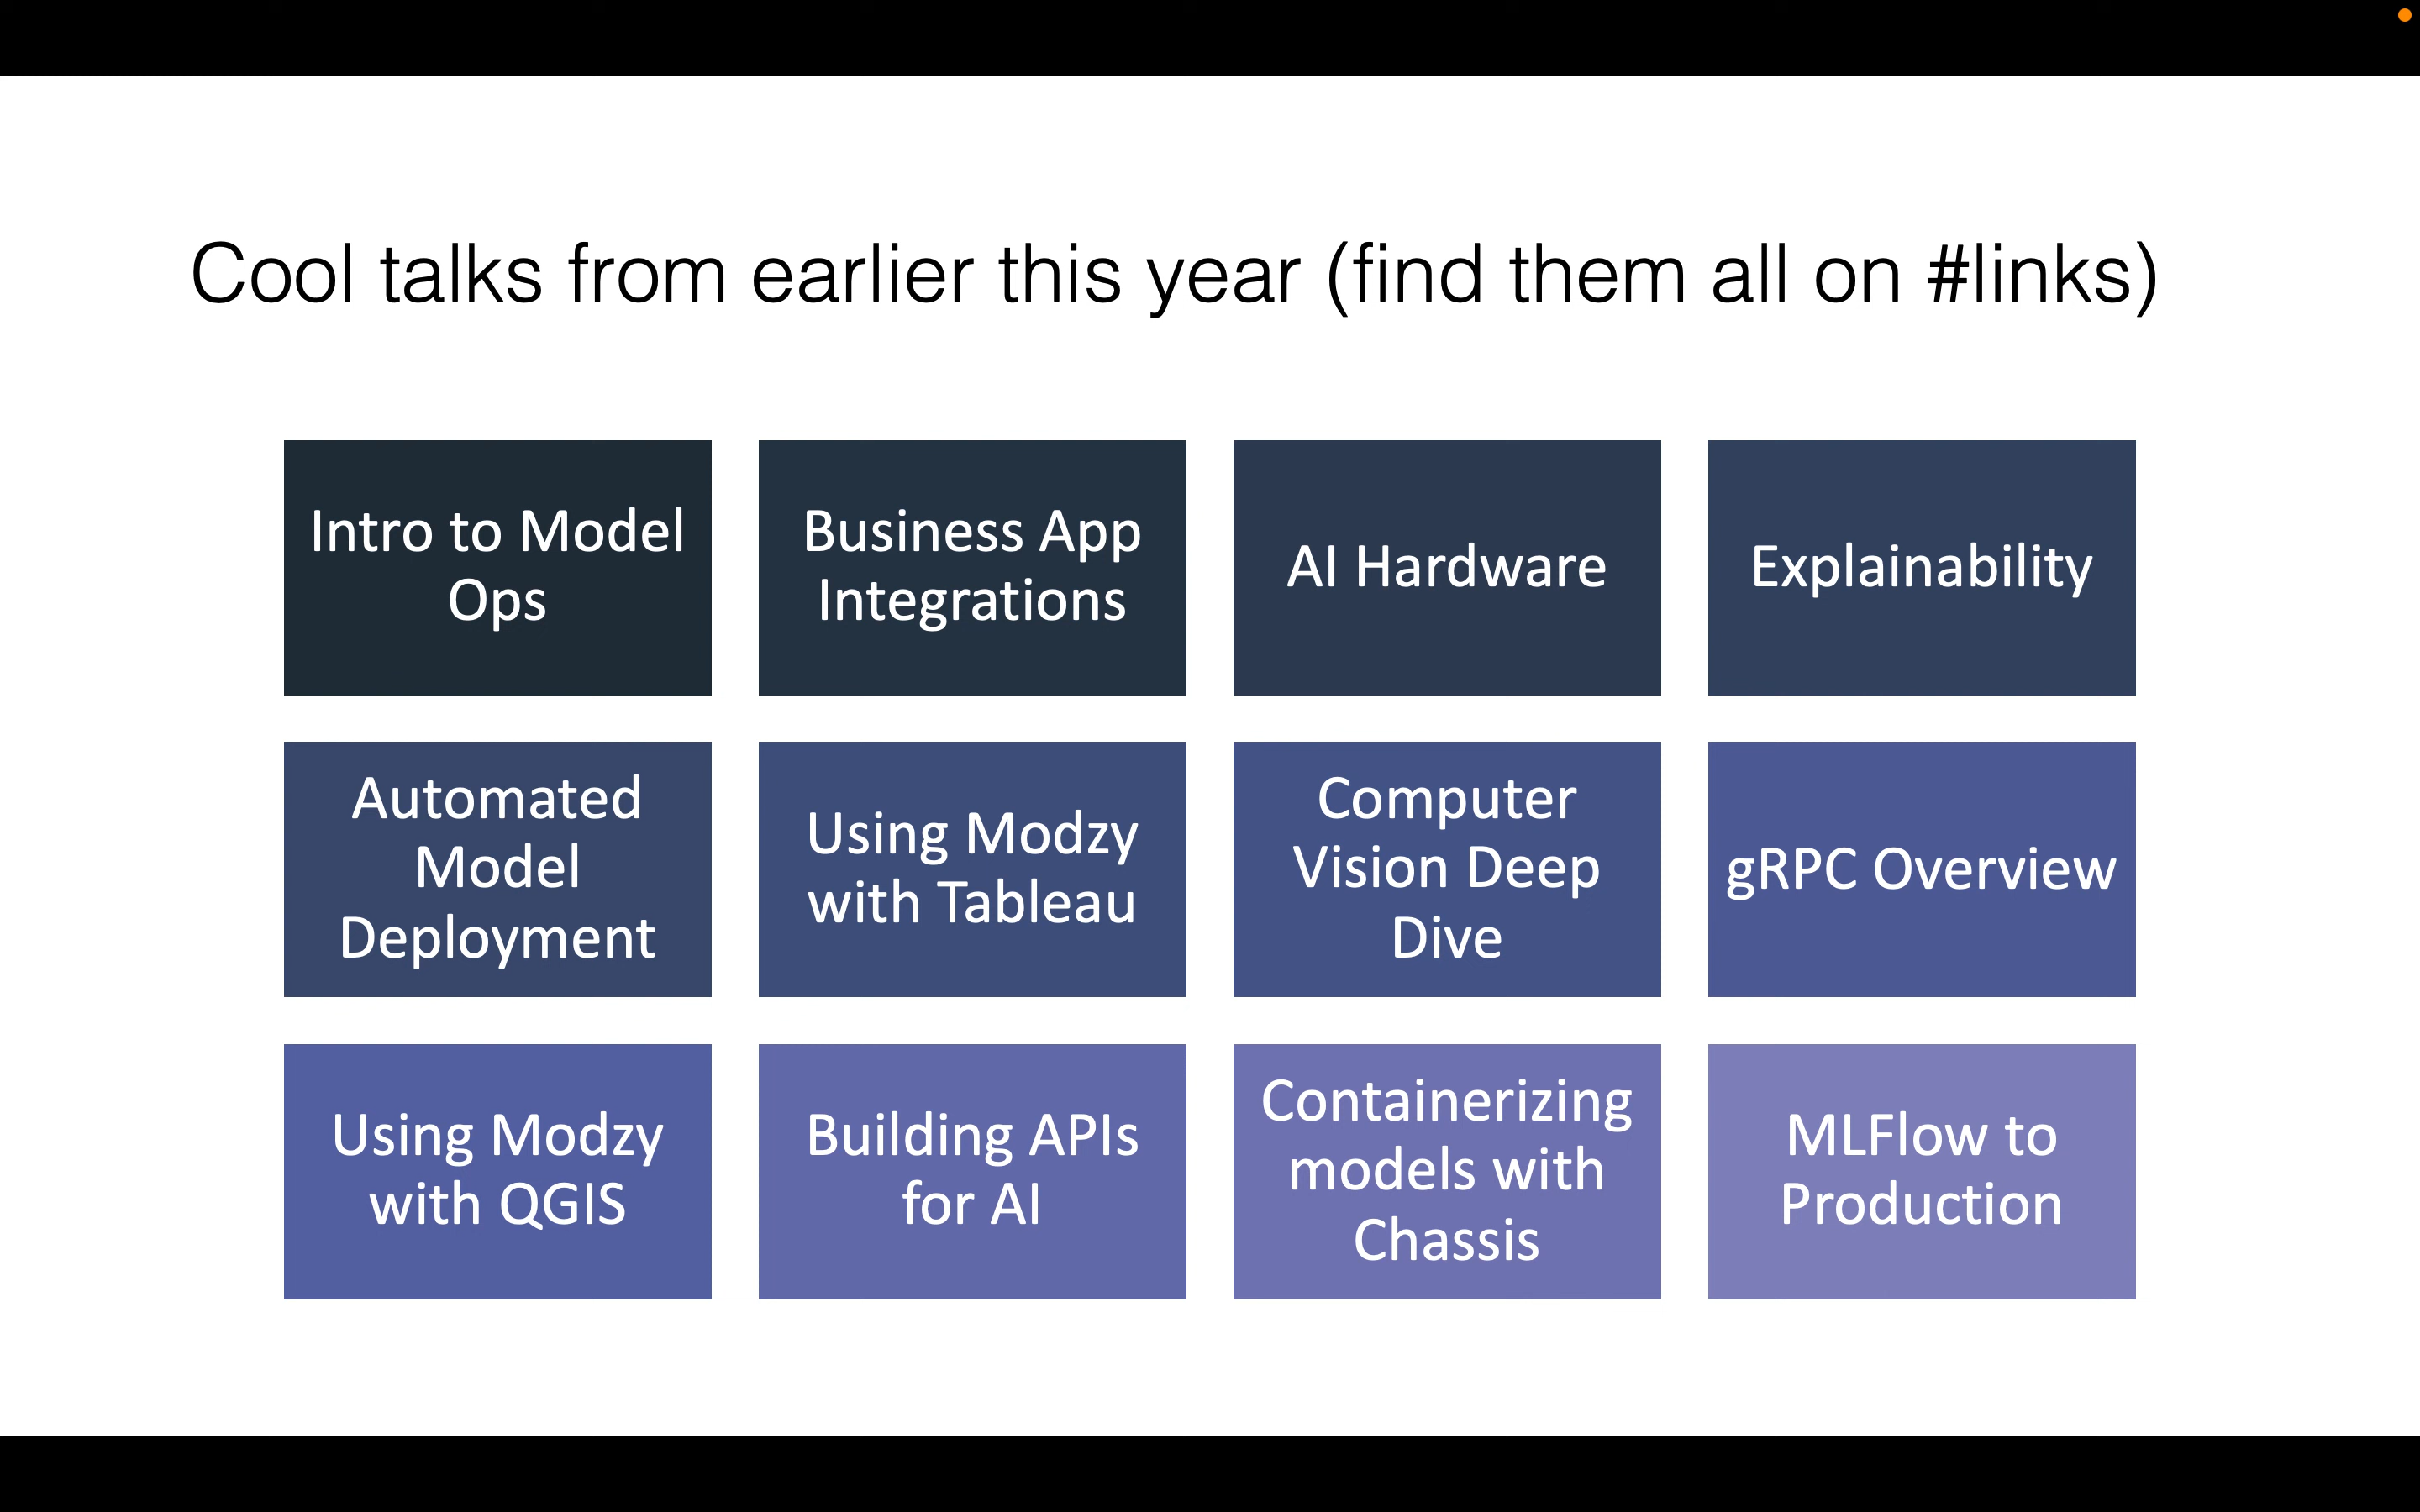 Cool talks from earlier this year (find them all on #links)
Intro to Model
Ops
Business App
Integrations
AI Hardware
Explainability
Automated
Model
Deployment
Using Modzy
with Tableau
Computer
Vision Deep
Dive
gRPC Overview
Using Modzy
with QGIS
Building APIs
for AI
Containerizing
models with
Chassis
MLFlow to
Production